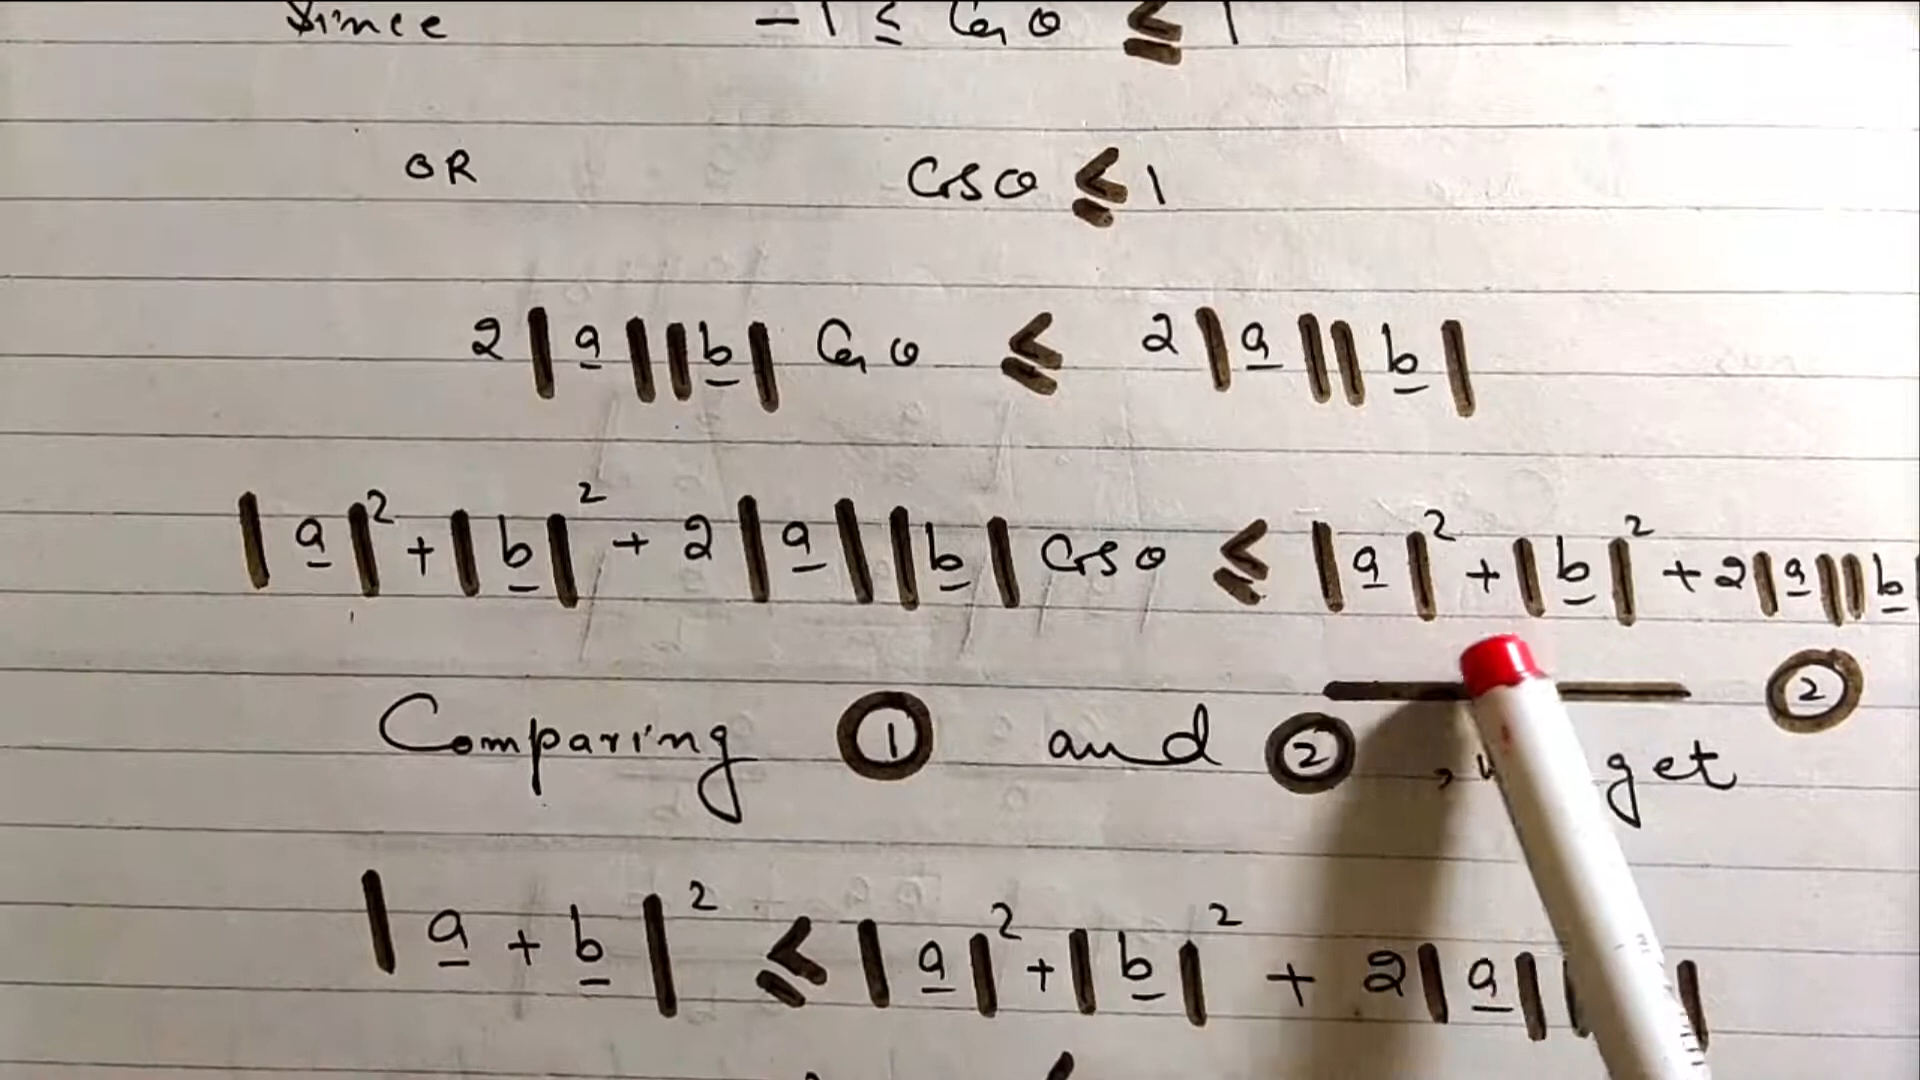 Since -1 ≤ Cos θ ≤ 1
OR Cos θ ≤ 1
2|a||b| Cos θ ≤ 2|a||b|
|a|² + |b|² + 2|a||b| Cos θ ≤ |a|² + |b|² + 2|a||b|
— ②
Comparing ① and ②, get
|a + b|² ≤ |a|² + |b|² + 2|a|